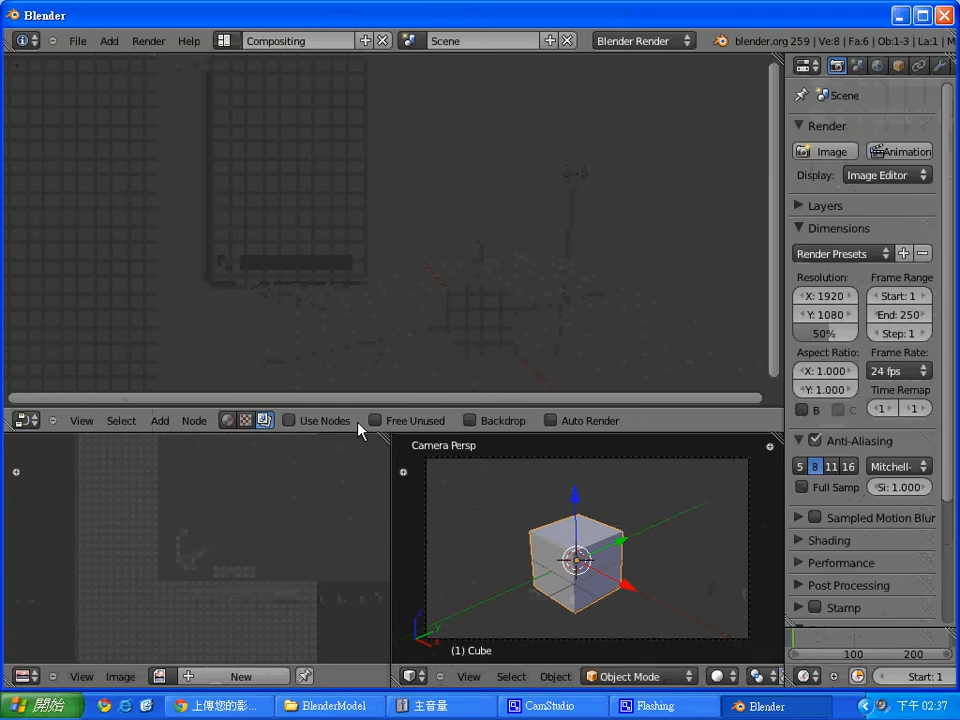 Blender
File Add Render Help Compositing Scene Blender Render blender.org 259 | Ve:8 | Fa:6 | Ob:1-3 | La:1 | M
Scene
Render
Image Animation
Display: Image Editor
Layers
Dimensions
Render Presets
Resolution: Frame Range
X: 1920 Start: 1
Y: 1080 End: 250
50% Step: 1
Aspect Ratio: Frame Rate:
X: 1.000 24 fps
Y: 1.000 Time Remap
B C 1 1
View Select Add Node Use Nodes Free Unused Backdrop Auto Render
Anti-Aliasing
5 8 11 16 Mitchell-
Full Samp Si: 1.000
Sampled Motion Blur
Shading
Performance
Post Processing
Stamp
Camera Persp
(1) Cube
100 200
View Image New View Select Object Object Mode Start: 1
開始 上傳您的影... BlenderModel 主音量 CamStudio Flashing Blender 下午 02:37